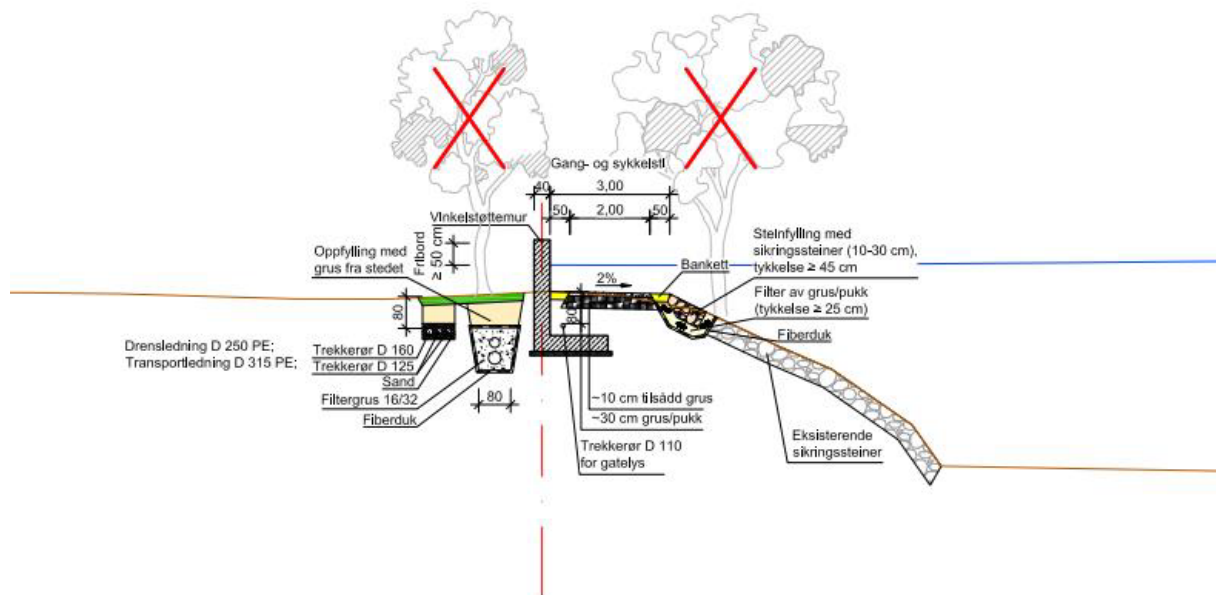 Gang- og sykkelsti
40
3,00
50
2,00
50
Vinkelstøttemur
Fribord
≥ 50 cm
Oppfylling med
grus fra stedet
2%
Bankett
Steinfylling med
sikringssteiner (10-30 cm),
tykkelse ≥ 45 cm
Filter av grus/pukk
(tykkelse ≥ 25 cm)
Fiberduk
80
80
Drensledning D 250 PE;
Transportledning D 315 PE;
Trekkerør D 160
Trekkerør D 125
Sand
Filtergrus 16/32
Fiberduk
80
~10 cm tilsådd grus
~30 cm grus/pukk
Trekkerør D 110
for gatelys
Eksisterende
sikringssteiner